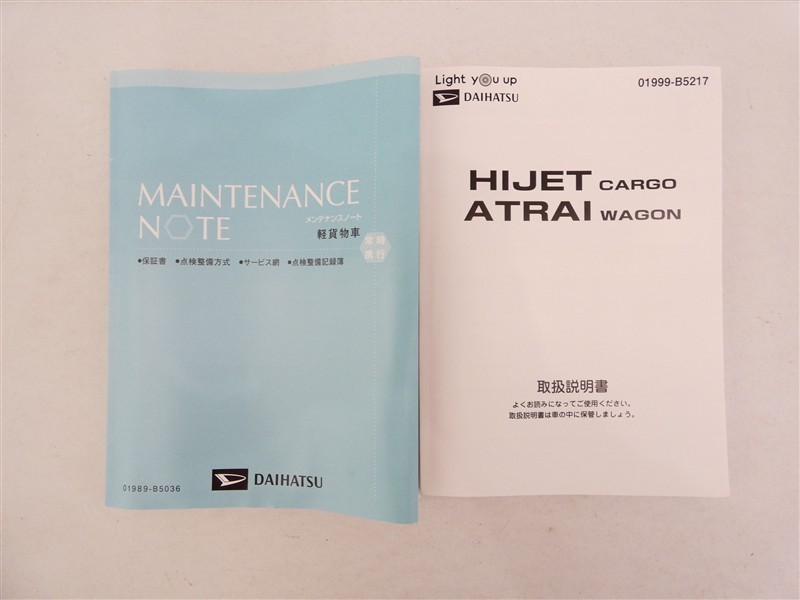 MAINTENANCE
NOTE
メンテナンスノート
軽貨物車
常時
携行
●保証書 ●点検整備方式 ●サービス網 ●点検整備記録簿
01989-B5036
DAIHATSU
Light you up
DAIHATSU
01999-B5217
HIJET CARGO
ATRAI WAGON
取扱説明書
よくお読みになってご使用ください。
取扱説明書は車の中に保管しましょう。